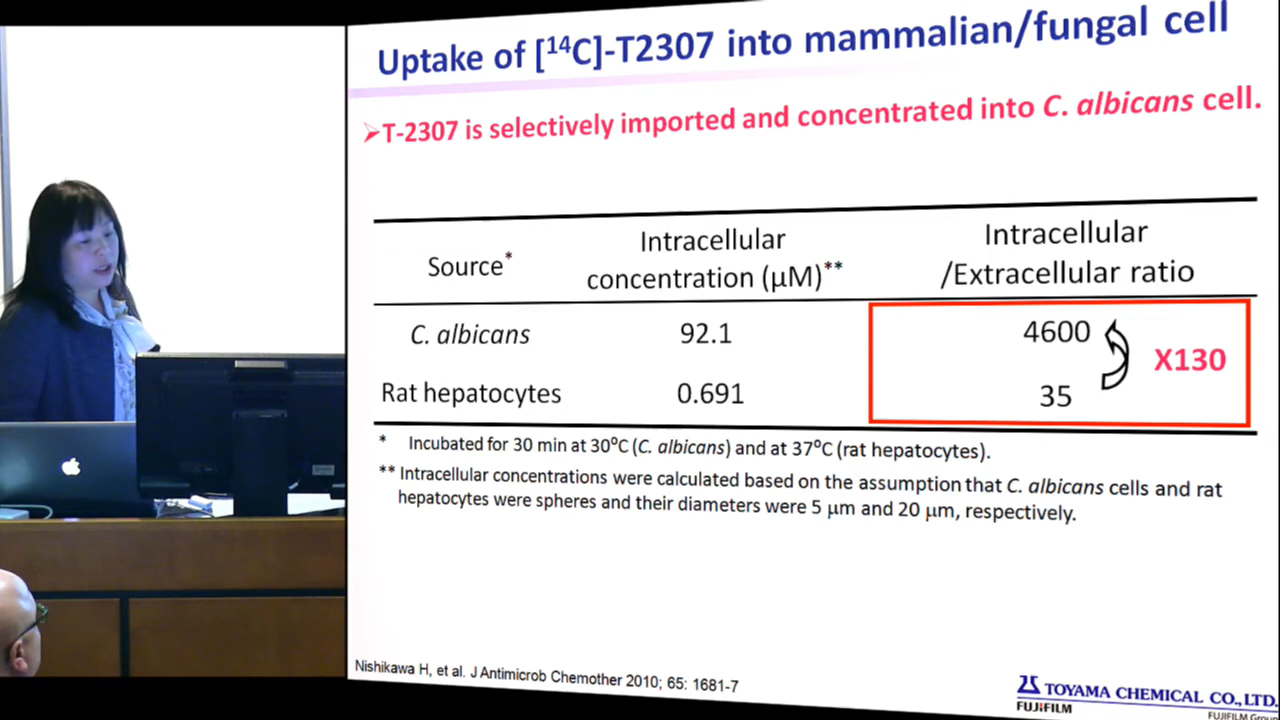 Uptake of [¹⁴C]-T2307 into mammalian/fungal cell
➢T-2307 is selectively imported and concentrated into C. albicans cell.
Source*
Intracellular
concentration (µM)**
Intracellular
/Extracellular ratio
C. albicans
92.1
4600
X130
Rat hepatocytes
0.691
35
* Incubated for 30 min at 30⁰C (C. albicans) and at 37⁰C (rat hepatocytes).
** Intracellular concentrations were calculated based on the assumption that C. albicans cells and rat
hepatocytes were spheres and their diameters were 5 µm and 20 µm, respectively.
Nishikawa H, et al. J Antimicrob Chemother 2010; 65: 1681-7
TOYAMA CHEMICAL CO.,LTD.
FUJIFILM
FUJIFILM Group